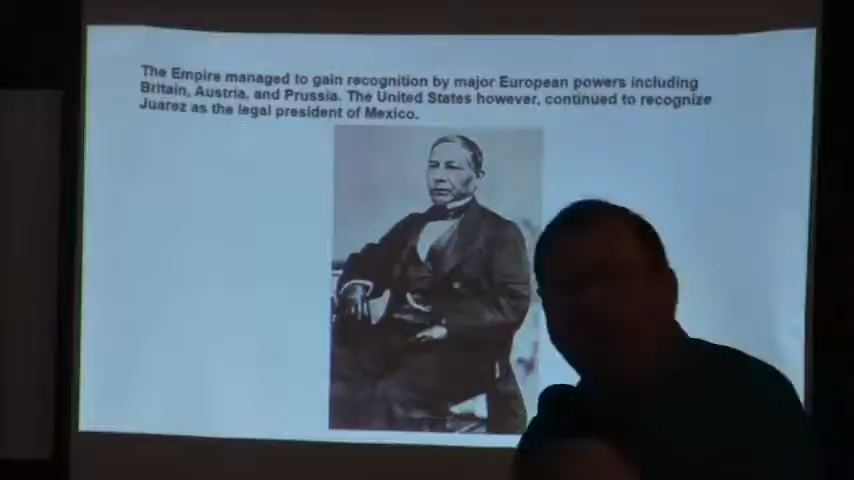 The Empire managed to gain recognition by major European powers including
Britain, Austria, and Prussia. The United States however, continued to recognize
Juarez as the legal president of Mexico.